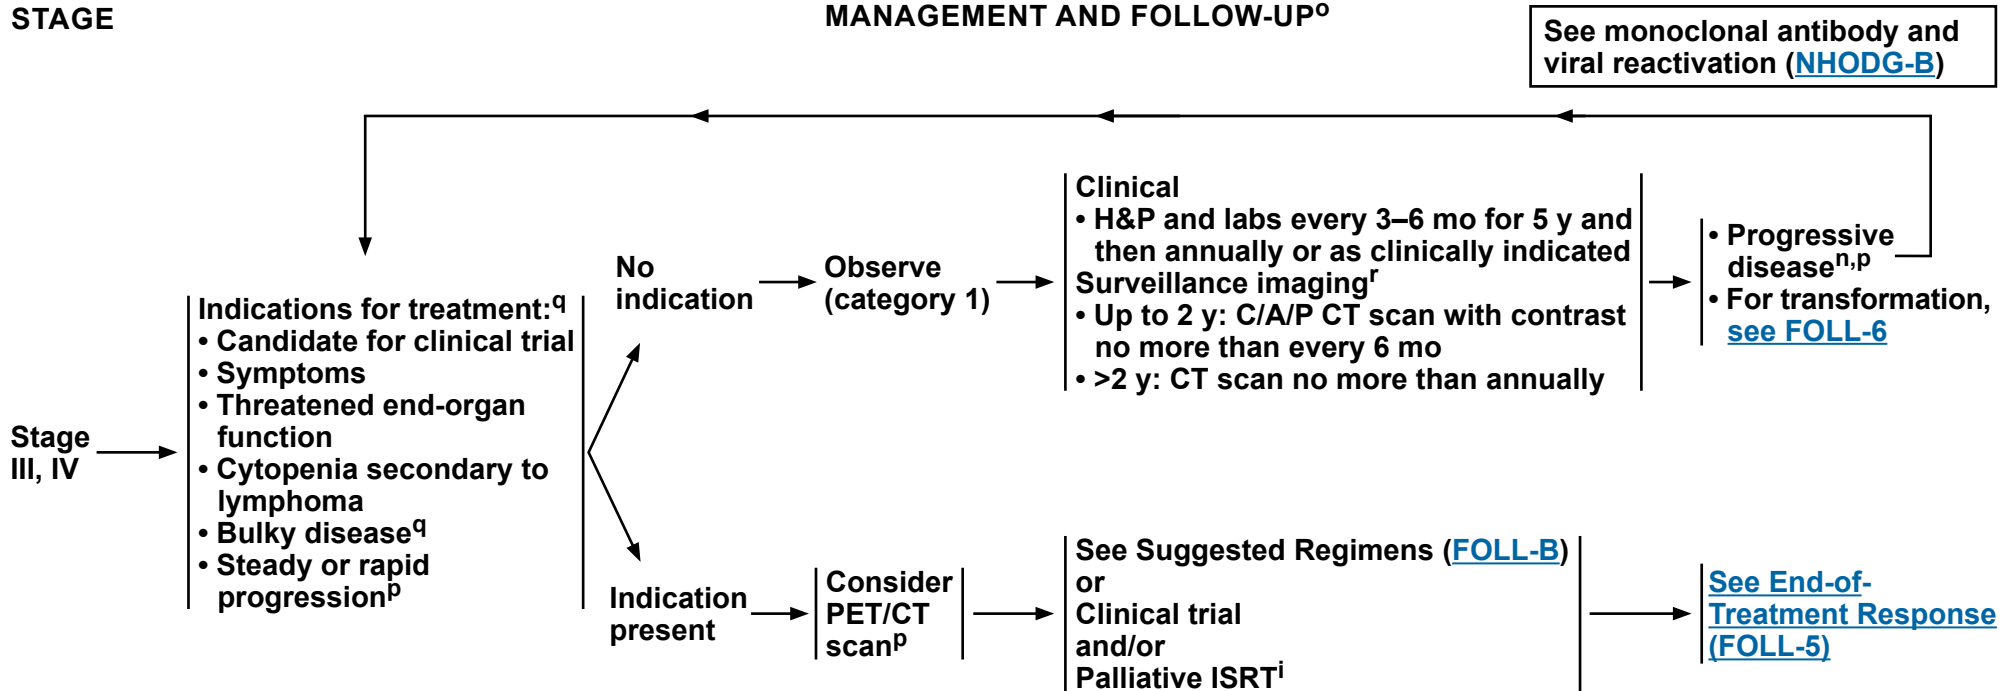 STAGE
MANAGEMENT AND FOLLOW-UPº
See monoclonal antibody and
viral reactivation (NHODG-B)
Stage
III, IV
Indications for treatment:q
• Candidate for clinical trial
• Symptoms
• Threatened end-organ
function
• Cytopenia secondary to
lymphoma
• Bulky diseaseq
• Steady or rapid
progressionp
No
indication
Observe
(category 1)
Clinical
• H&P and labs every 3–6 mo for 5 y and
then annually or as clinically indicated
Surveillance imagingr
• Up to 2 y: C/A/P CT scan with contrast
no more than every 6 mo
• >2 y: CT scan no more than annually
• Progressive
diseasen,p
• For transformation,
see FOLL-6
Indication
present
Consider
PET/CT
scanp
See Suggested Regimens (FOLL-B)
or
Clinical trial
and/or
Palliative ISRTi
See End-of-
Treatment Response
(FOLL-5)